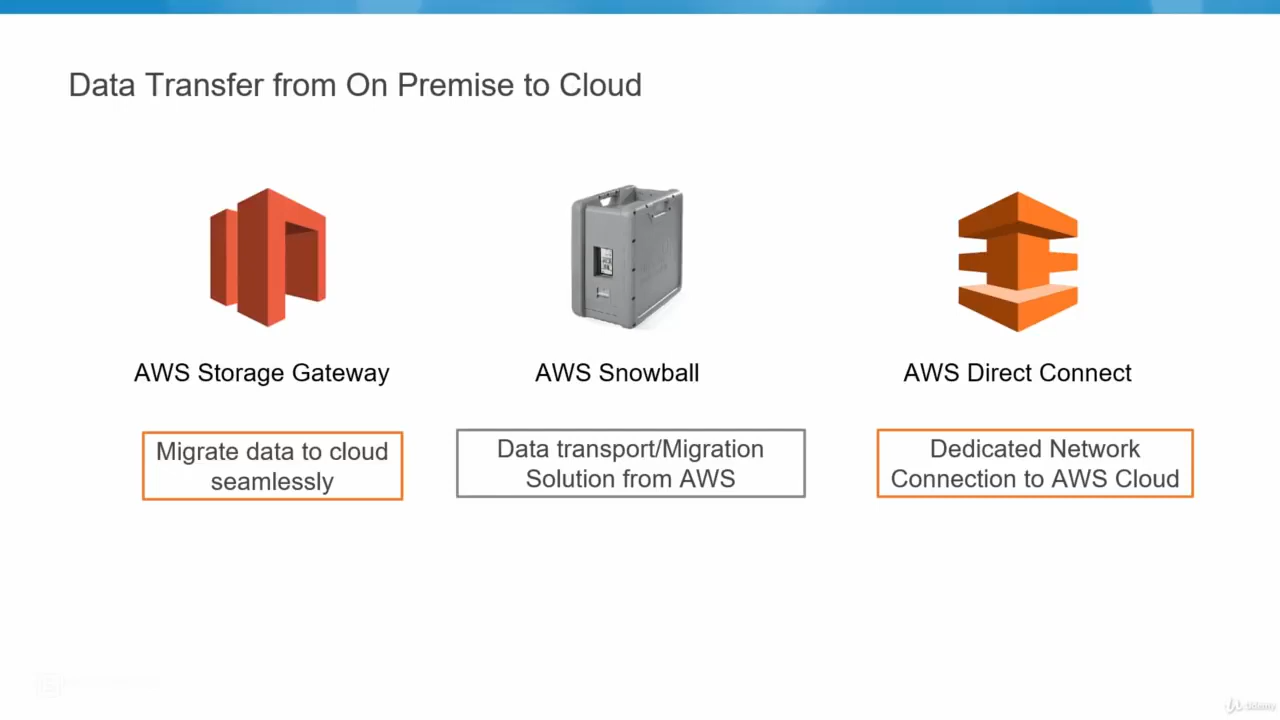 Data Transfer from On Premise to Cloud
AWS Storage Gateway
AWS Snowball
AWS Direct Connect
Migrate data to cloud
seamlessly
Data transport/Migration
Solution from AWS
Dedicated Network
Connection to AWS Cloud
Udemy